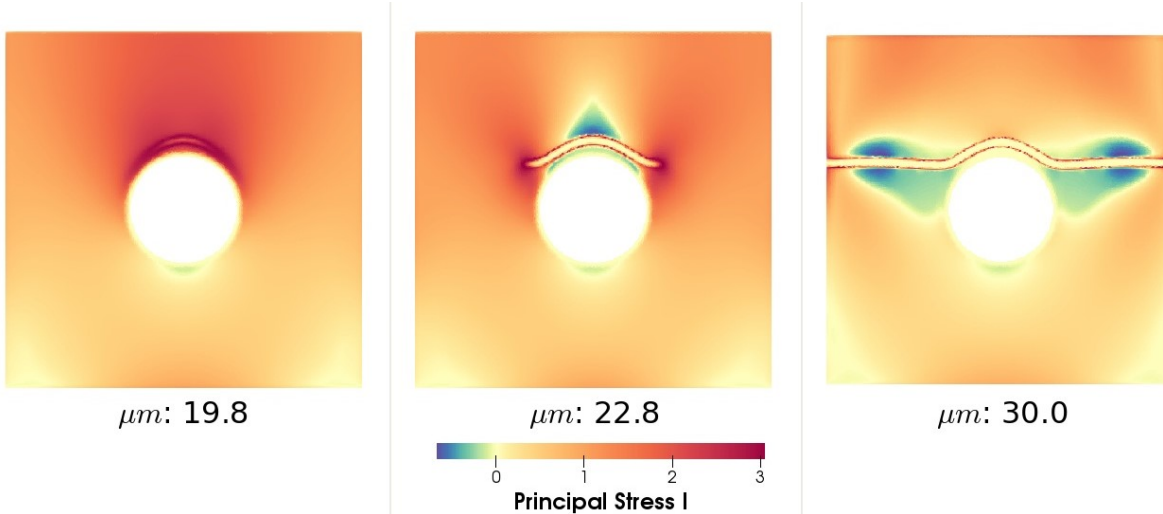 μm: 19.8
μm: 22.8
μm: 30.0
0 1 2 3
Principal Stress I